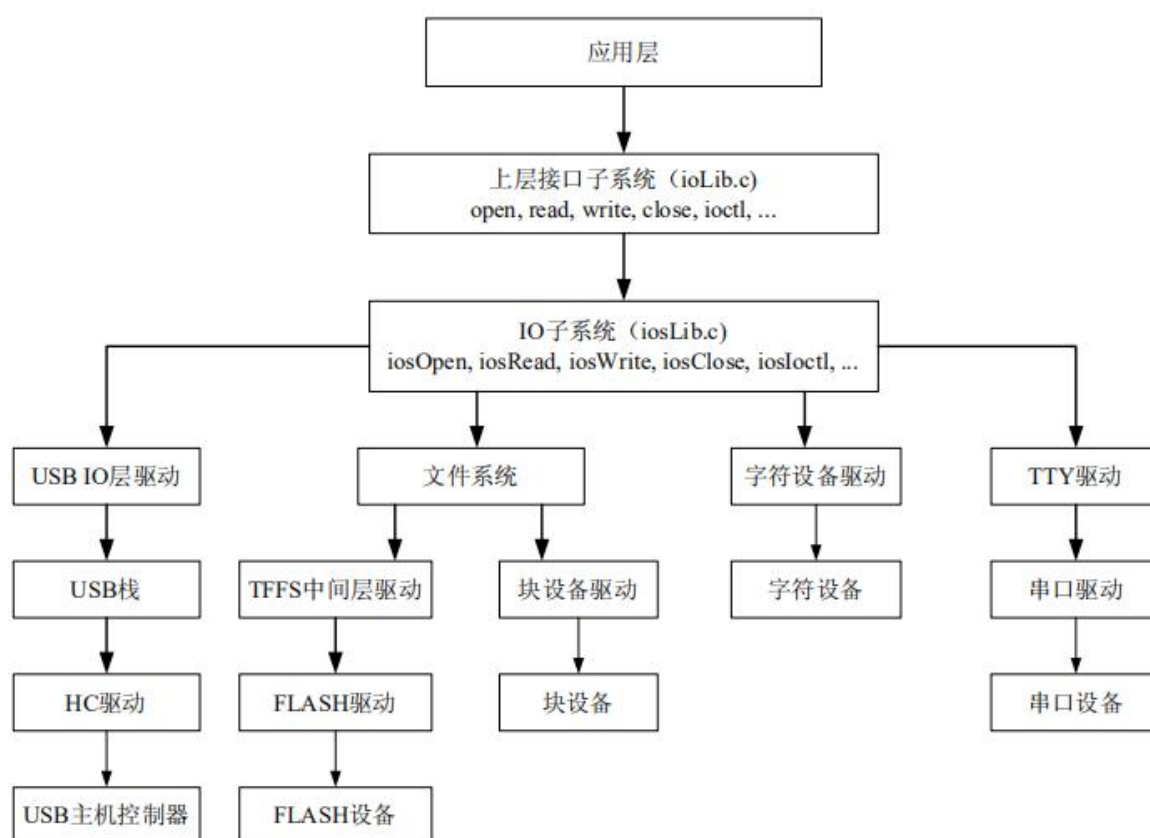 应用层
上层接口子系统（ioLib.c)
open, read, write, close, ioctl, ...
IO子系统（iosLib.c)
iosOpen, iosRead, iosWrite, iosClose, iosIoctl, ...
USB IO层驱动
文件系统
字符设备驱动
TTY驱动
USB栈
TFFS中间层驱动
块设备驱动
字符设备
串口驱动
HC驱动
FLASH驱动
块设备
串口设备
USB主机控制器
FLASH设备